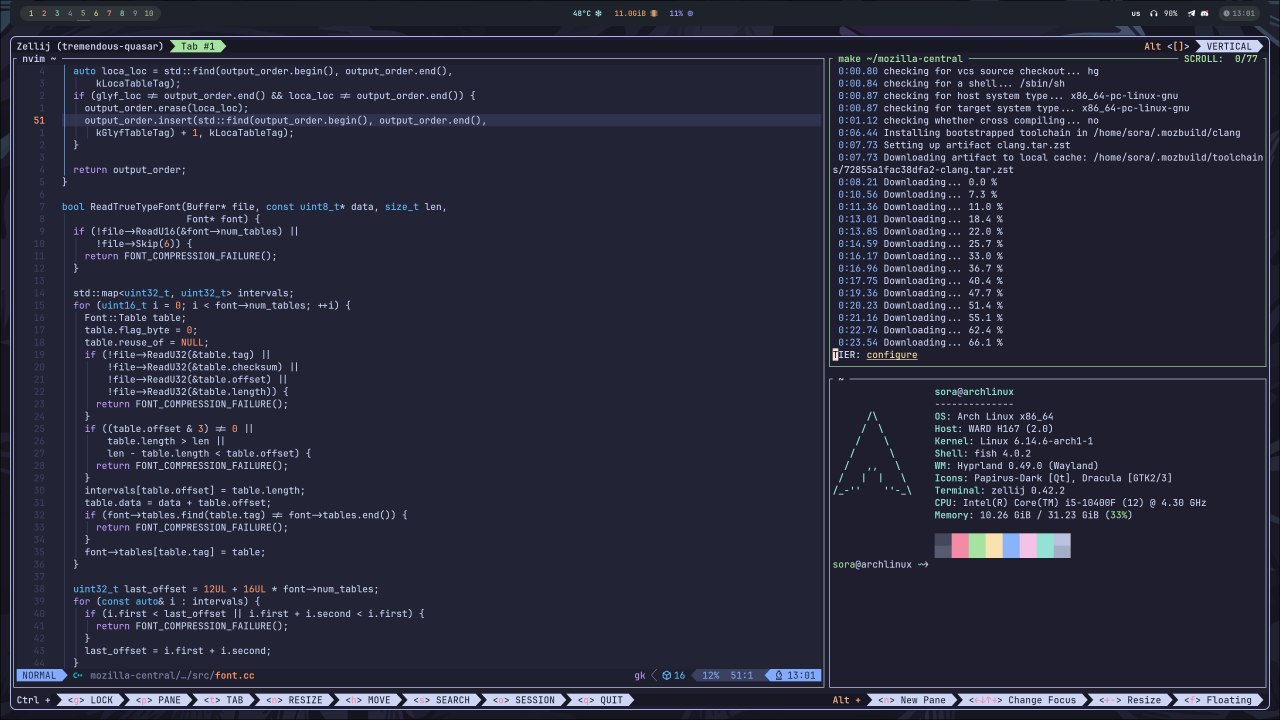 1 2 3 4 5 6 7 8 9 10
48°C 11.0GiB 11%
us 90% 13:01
Zellij (tremendous-quasar) Tab #1 Alt <[]> VERTICAL
nvim ~
4 auto loca_loc = std::find(output_order.begin(), output_order.end(),
3 kLocaTableTag);
2 if (glyf_loc ≠ output_order.end() && loca_loc ≠ output_order.end()) {
1 output_order.erase(loca_loc);
51 output_order.insert(std::find(output_order.begin(), output_order.end(),
1 kGlyfTableTag) + 1, kLocaTableTag);
2 }
3
4 return output_order;
5 }
6
7 bool ReadTrueTypeFont(Buffer* file, const uint8_t* data, size_t len,
8 Font* font) {
9 if (!file→ReadU16(&font→num_tables) ||
10 !file→Skip(6)) {
11 return FONT_COMPRESSION_FAILURE();
12 }
13
14 std::map<uint32_t, uint32_t> intervals;
15 for (uint16_t i = 0; i < font→num_tables; ++i) {
16 Font::Table table;
17 table.flag_byte = 0;
18 table.reuse_of = NULL;
19 if (!file→ReadU32(&table.tag) ||
20 !file→ReadU32(&table.checksum) ||
21 !file→ReadU32(&table.offset) ||
22 !file→ReadU32(&table.length)) {
23 return FONT_COMPRESSION_FAILURE();
24 }
25 if ((table.offset & 3) ≠ 0 ||
26 table.length > len ||
27 len - table.length < table.offset) {
28 return FONT_COMPRESSION_FAILURE();
29 }
30 intervals[table.offset] = table.length;
31 table.data = data + table.offset;
32 if (font→tables.find(table.tag) ≠ font→tables.end()) {
33 return FONT_COMPRESSION_FAILURE();
34 }
35 font→tables[table.tag] = table;
36 }
37
38 uint32_t last_offset = 12UL + 16UL * font→num_tables;
39 for (const auto& i : intervals) {
40 if (i.first < last_offset || i.first + i.second < i.first) {
41 return FONT_COMPRESSION_FAILURE();
42 }
43 last_offset = i.first + i.second;
44 }
NORMAL mozilla-central/…/src/font.cc gk 16 12% 51:1 13:01
make ~/mozilla-central SCROLL: 0/77
0:00.80 checking for vcs source checkout... hg
0:00.84 checking for a shell... /sbin/sh
0:00.87 checking for host system type... x86_64-pc-linux-gnu
0:00.87 checking for target system type... x86_64-pc-linux-gnu
0:01.12 checking whether cross compiling... no
0:06.44 Installing bootstrapped toolchain in /home/sora/.mozbuild/clang
0:07.73 Setting up artifact clang.tar.zst
0:07.73 Downloading artifact to local cache: /home/sora/.mozbuild/toolchain
s/72855a1fac38dfa2-clang.tar.zst
0:08.21 Downloading... 0.0 %
0:10.56 Downloading... 7.3 %
0:11.36 Downloading... 11.0 %
0:13.01 Downloading... 18.4 %
0:13.85 Downloading... 22.0 %
0:14.59 Downloading... 25.7 %
0:16.17 Downloading... 33.0 %
0:16.96 Downloading... 36.7 %
0:17.75 Downloading... 40.4 %
0:19.36 Downloading... 47.7 %
0:20.23 Downloading... 51.4 %
0:21.16 Downloading... 55.1 %
0:22.74 Downloading... 62.4 %
0:23.54 Downloading... 66.1 %
TIER: configure
~
sora@archlinux
--------------
OS: Arch Linux x86_64
Host: WARD H167 (2.0)
Kernel: Linux 6.14.6-arch1-1
Shell: fish 4.0.2
WM: Hyprland 0.49.0 (Wayland)
Icons: Papirus-Dark [Qt], Dracula [GTK2/3]
Terminal: zellij 0.42.2
CPU: Intel(R) Core(TM) i5-10400F (12) @ 4.30 GHz
Memory: 10.26 GiB / 31.23 GiB (33%)
sora@archlinux ~>
Ctrl + <g> LOCK <p> PANE <t> TAB <n> RESIZE <h> MOVE <s> SEARCH <o> SESSION <q> QUIT Alt + <n> New Pane <←↓↑→> Change Focus <+-> Resize <f> Floating